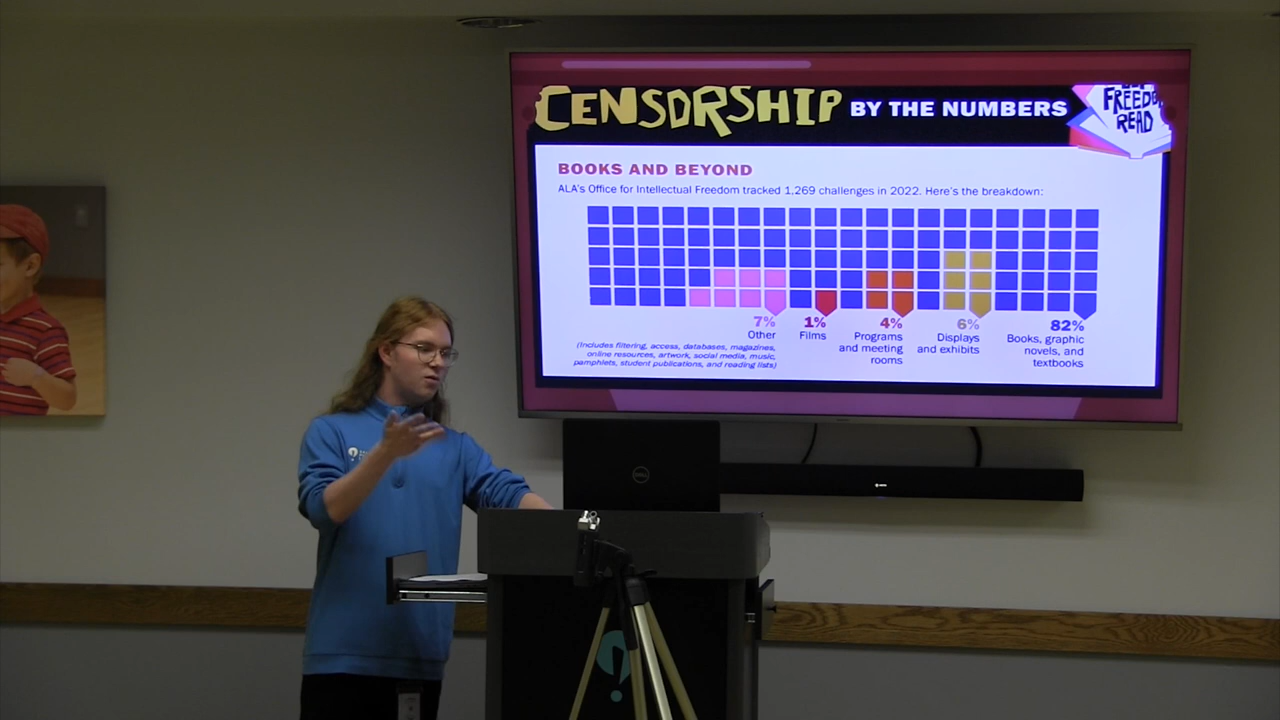 CENSORSHIP BY THE NUMBERS
FREEDO
READ
BOOKS AND BEYOND
ALA's Office for Intellectual Freedom tracked 1,269 challenges in 2022. Here's the breakdown:
7%
Other
(Includes filtering, access, databases, magazines,
online resources, artwork, social media, music,
pamphlets, student publications, and reading lists)
1%
Films
4%
Programs
and meeting
rooms
6%
Displays
and exhibits
82%
Books, graphic
novels, and
textbooks
DELL